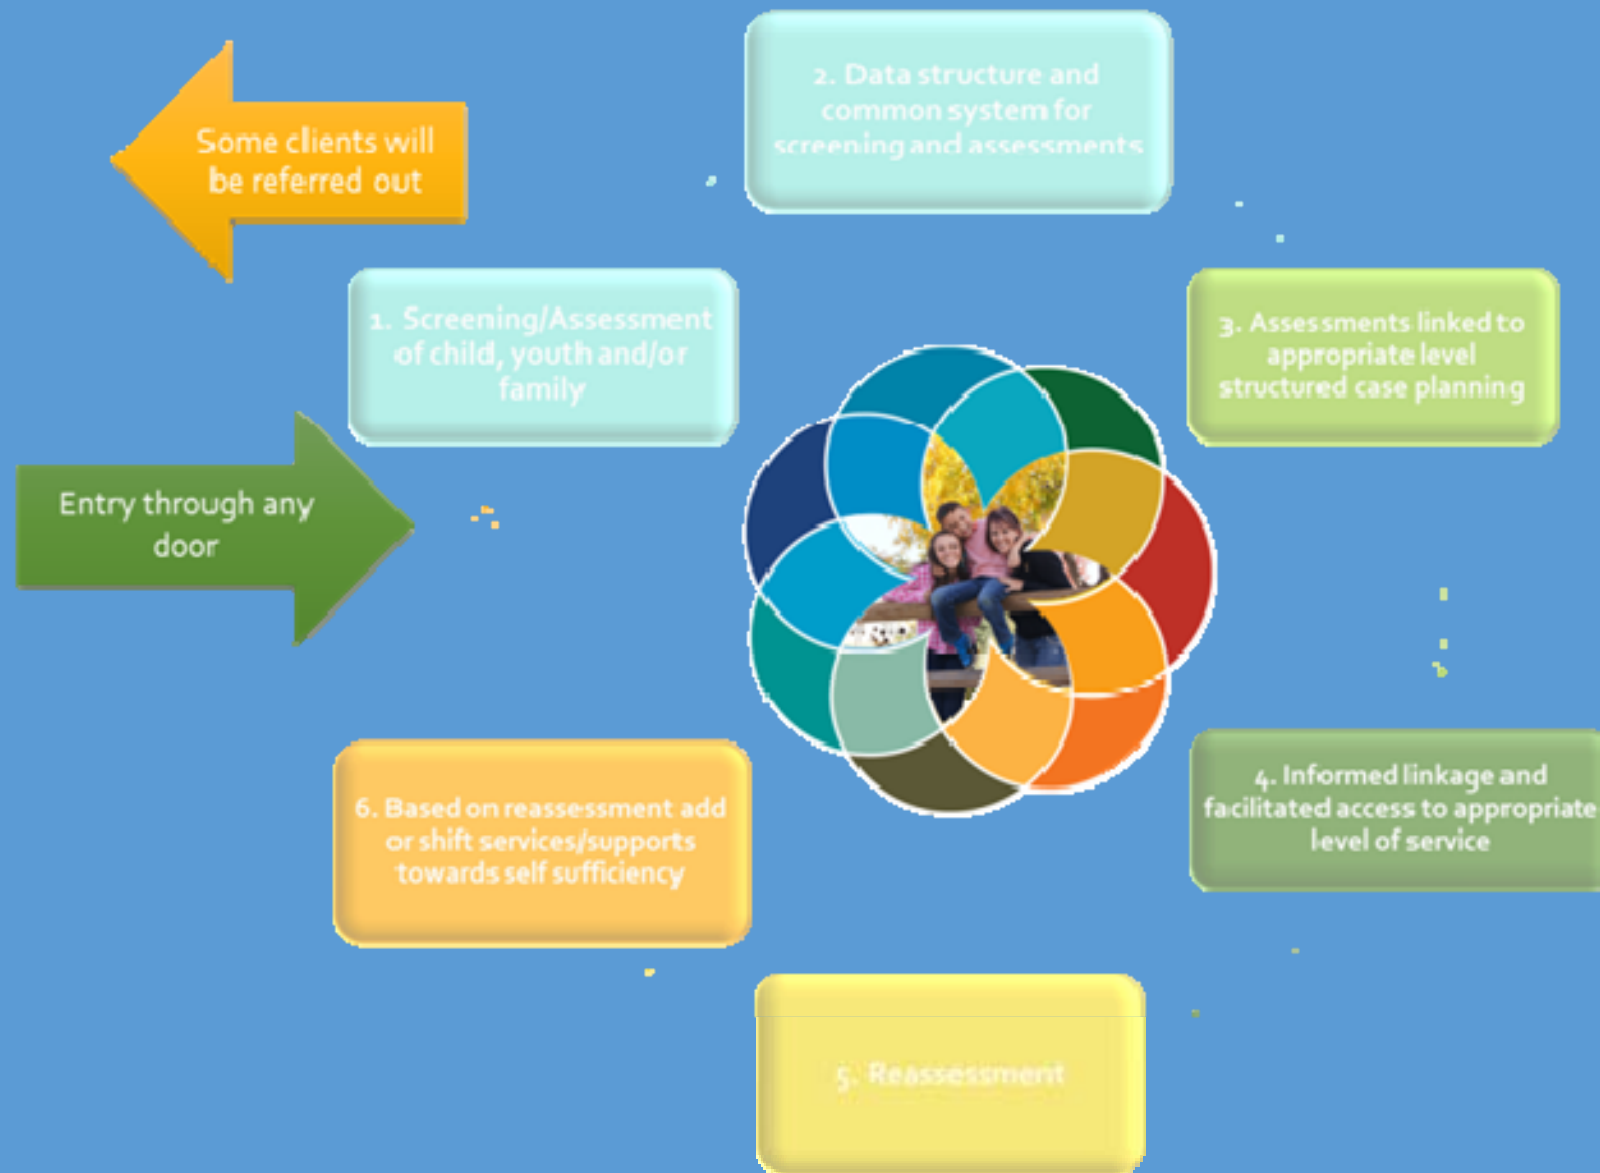 Some clients will
be referred out
2. Data structure and
common system for
screening and assessments
1. Screening/Assessment
of child, youth and/or
family
3. Assessments linked to
appropriate level
structured case planning
Entry through any
door
4. Informed linkage and
facilitated access to appropriate
level of service
6. Based on reassessment add
or shift services/supports
towards self sufficiency
5. Reassessment